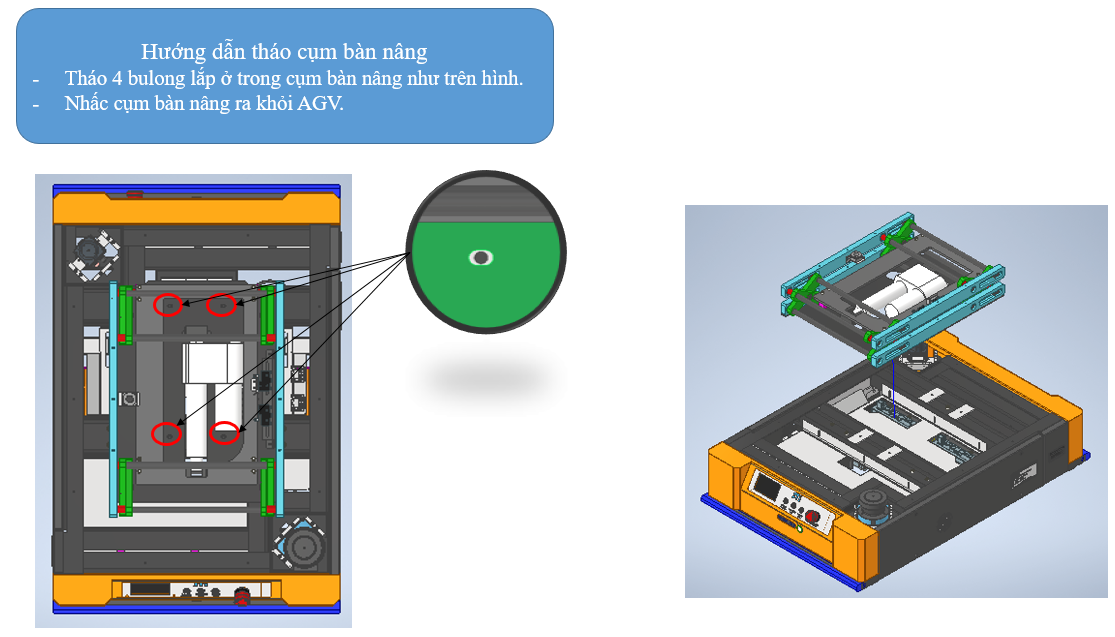 Hướng dẫn tháo cụm bàn nâng
- Tháo 4 bulong lắp ở trong cụm bàn nâng như trên hình.
- Nhấc cụm bàn nâng ra khỏi AGV.